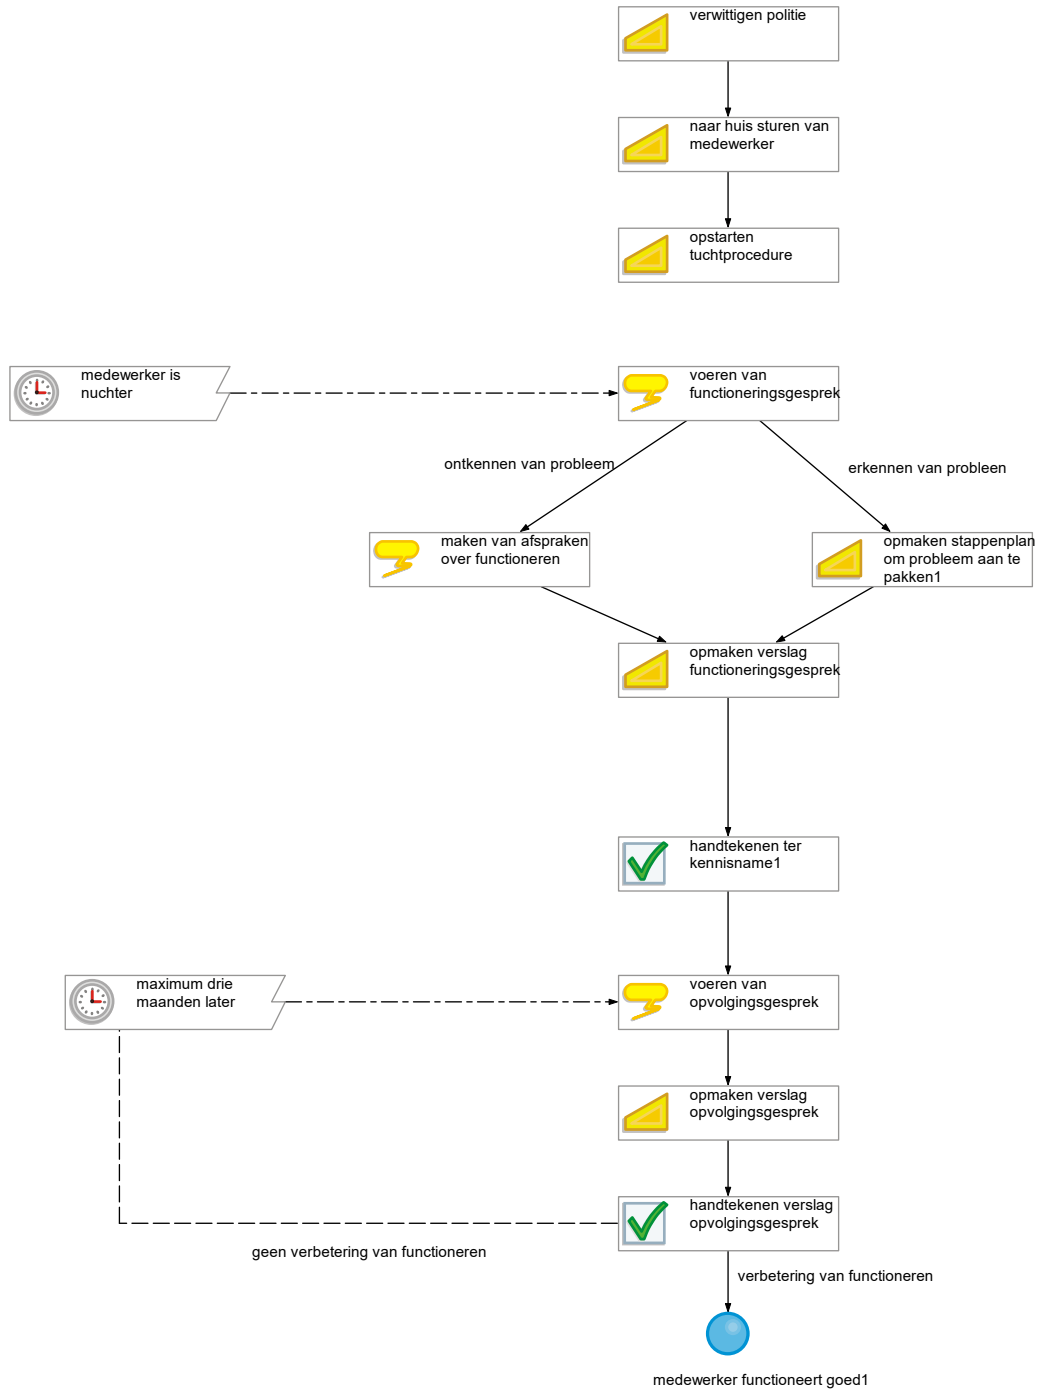 verwittigen politie
naar huis sturen van
medewerker
opstarten
tuchtprocedure
medewerker is
nuchter
voeren van
functioneringsgesprek
ontkennen van probleem
erkennen van probleen
maken van afspraken
over functioneren
opmaken stappenplan
om probleem aan te
pakken1
opmaken verslag
functioneringsgesprek
handtekenen ter
kennisname1
maximum drie
maanden later
voeren van
opvolgingsgesprek
opmaken verslag
opvolgingsgesprek
handtekenen verslag
opvolgingsgesprek
geen verbetering van functioneren
verbetering van functioneren
medewerker functioneert goed1